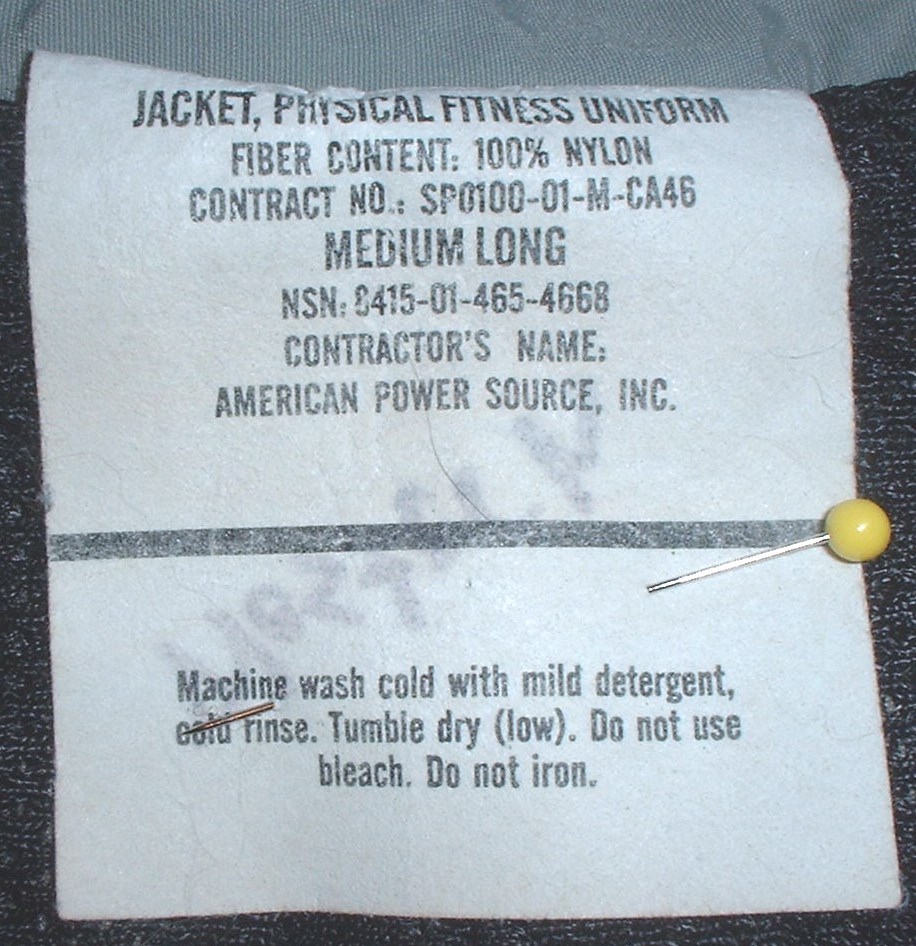 JACKET, PHYSICAL FITNESS UNIFORM
FIBER CONTENT: 100% NYLON
CONTRACT NO.: SP0100-01-M-CA46
MEDIUM LONG
NSN: 8415-01-465-4668
CONTRACTOR'S NAME:
AMERICAN POWER SOURCE, INC.
Machine wash cold with mild detergent,
cold rinse. Tumble dry (low). Do not use
bleach. Do not iron.